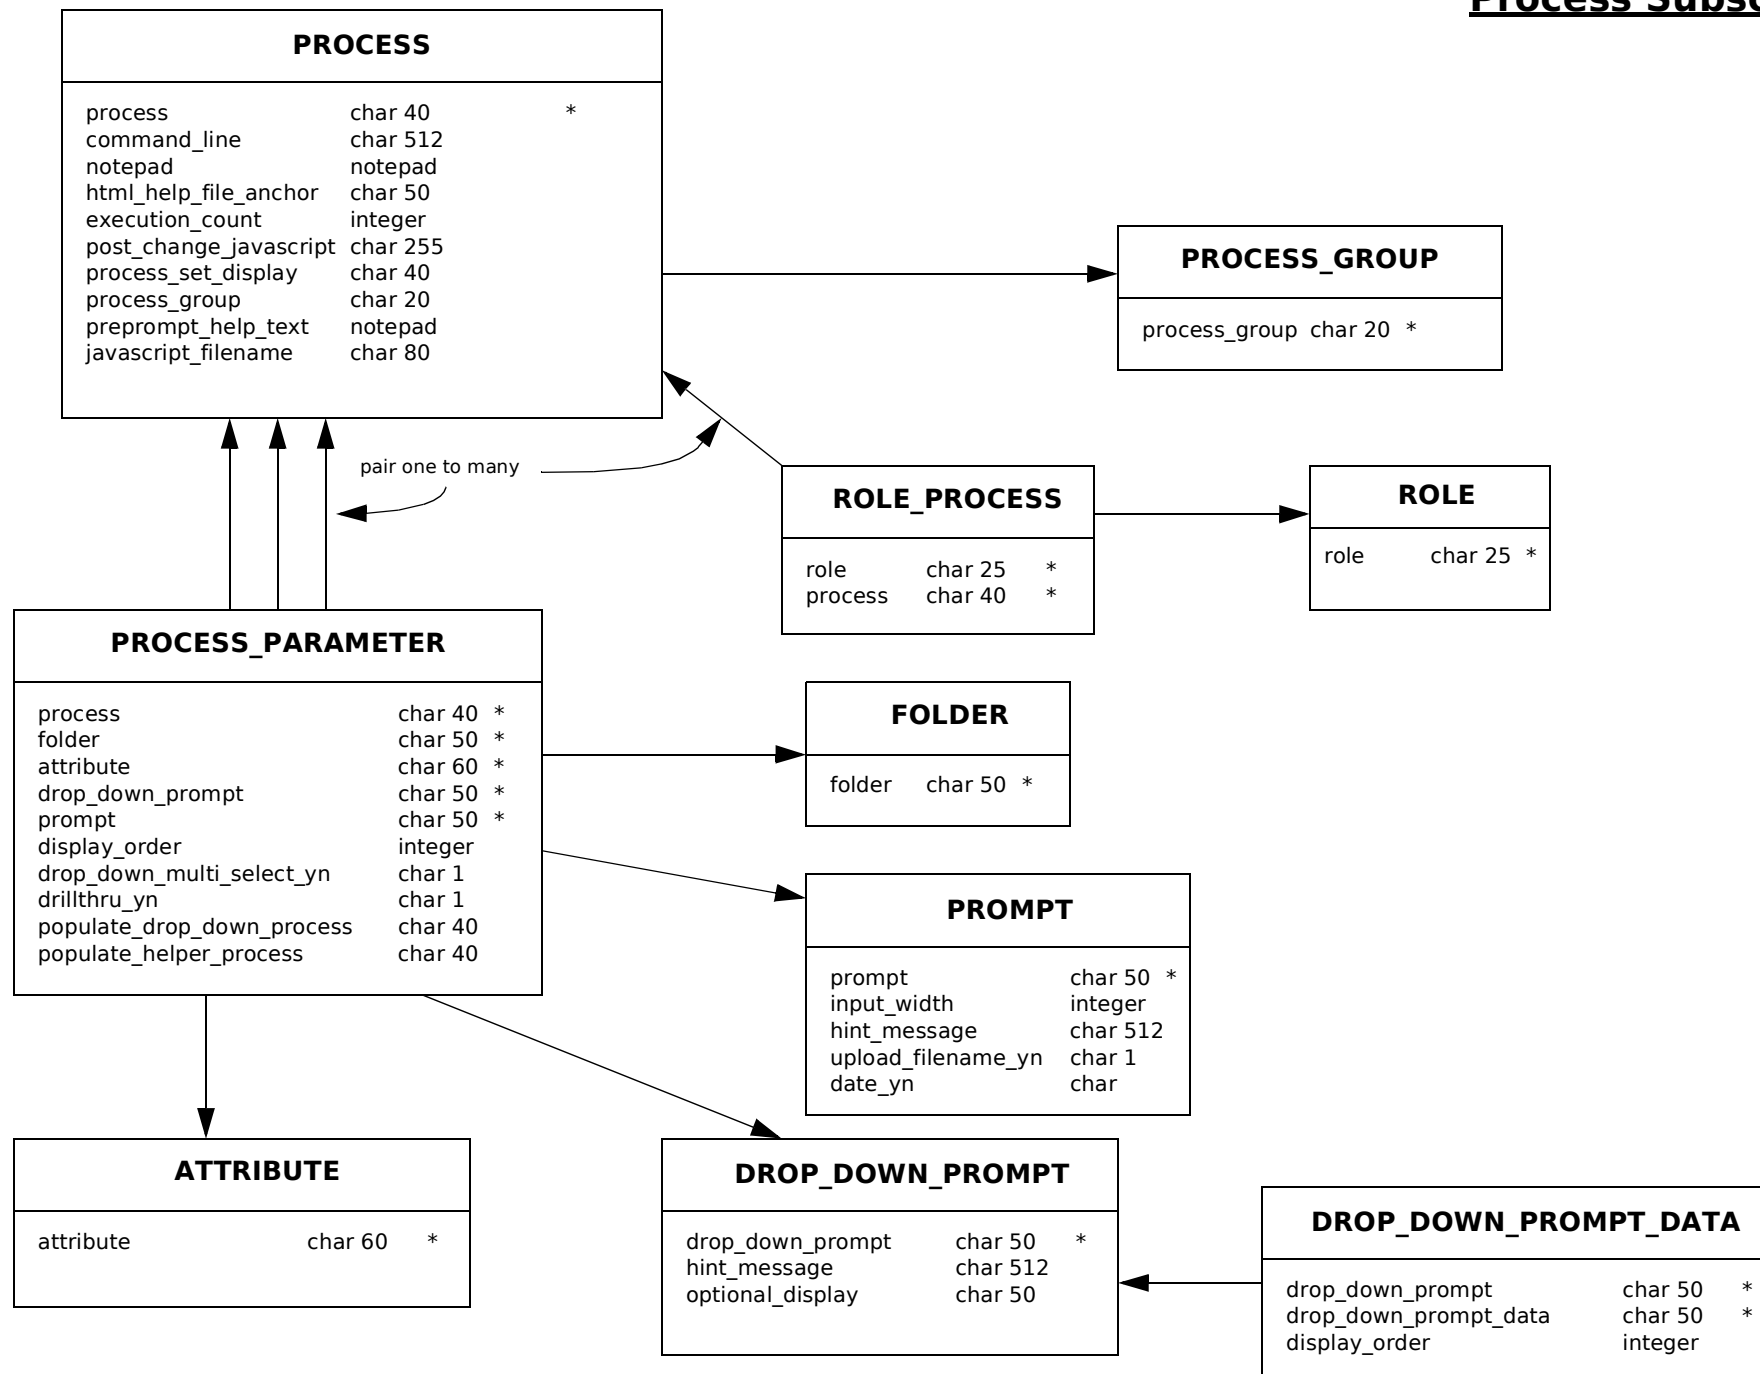 Process
PROCESS
process char 40 *
command_line char 512
notepad notepad
html_help_file_anchor char 50
execution_count integer
post_change_javascript char 255
process_set_display char 40
process_group char 20
preprompt_help_text notepad
javascript_filename char 80
PROCESS_GROUP
process_group char 20 *
pair one to many
ROLE_PROCESS
role char 25 *
process char 40 *
ROLE
role char 25 *
PROCESS_PARAMETER
process char 40 *
folder char 50 *
attribute char 60 *
drop_down_prompt char 50 *
prompt char 50 *
display_order integer
drop_down_multi_select_yn char 1
drillthru_yn char 1
populate_drop_down_process char 40
populate_helper_process char 40
FOLDER
folder char 50 *
PROMPT
prompt char 50 *
input_width integer
hint_message char 512
upload_filename_yn char 1
date_yn char
ATTRIBUTE
attribute char 60 *
DROP_DOWN_PROMPT
drop_down_prompt char 50 *
hint_message char 512
optional_display char 50
DROP_DOWN_PROMPT_DATA
drop_down_prompt char 50 *
drop_down_prompt_data char 50 *
display_order integer